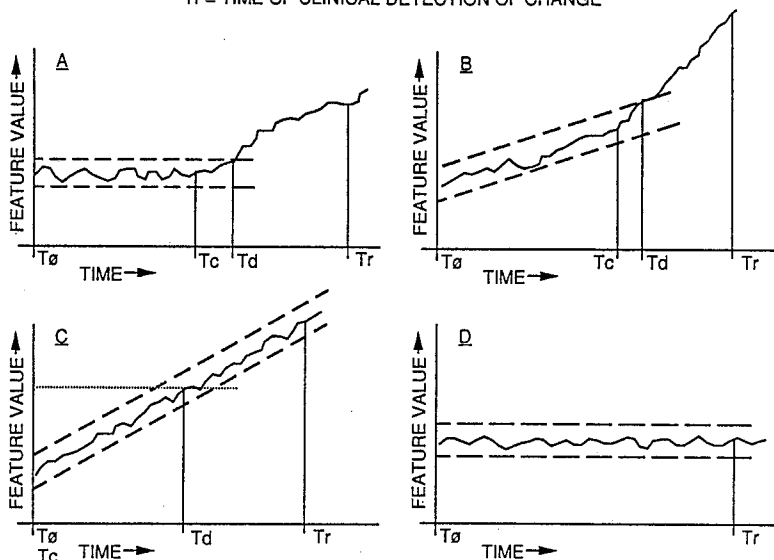 Tr = TIME OF CLINICAL DETECTION OF CHANGE
A
FEATURE VALUE
Tø
Tc
Td
Tr
TIME
B
FEATURE VALUE
Tø
Tc
Td
Tr
TIME
C
FEATURE VALUE
Tø
Tc
TIME
Td
Tr
D
FEATURE VALUE
Tø
TIME
Tr